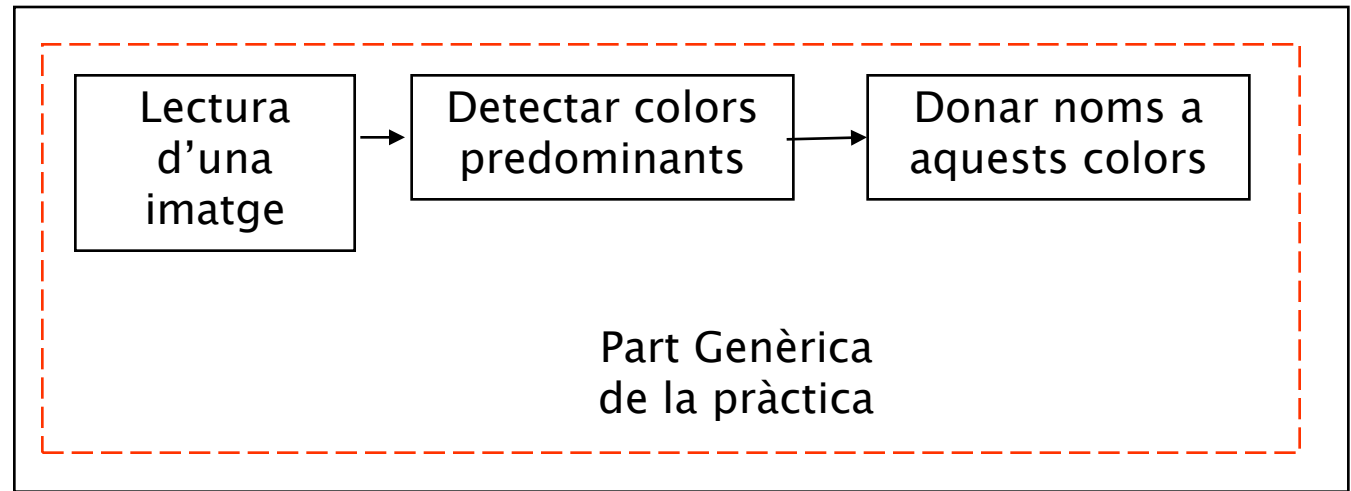 Lectura
d’una
imatge
Detectar colors
predominants
Donar noms a
aquests colors
Part Genèrica
de la pràctica